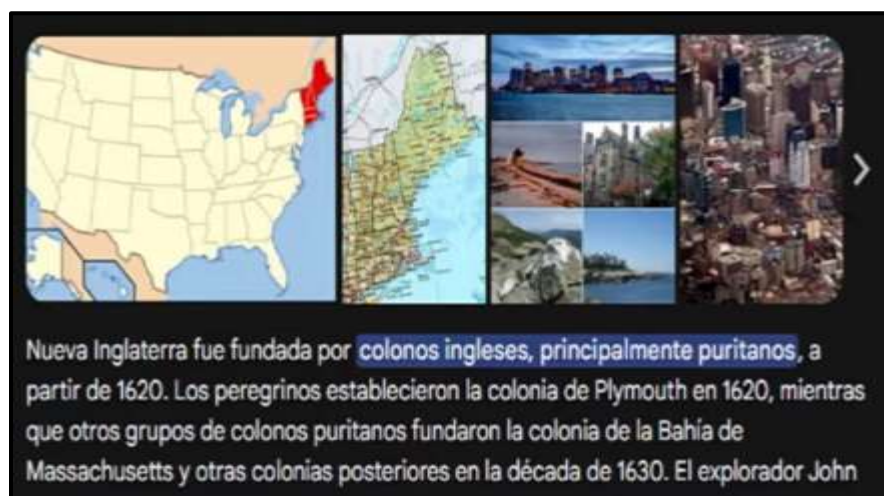 Nueva Inglaterra fue fundada por colonos ingleses, principalmente puritanos, a
partir de 1620. Los peregrinos establecieron la colonia de Plymouth en 1620, mientras
que otros grupos de colonos puritanos fundaron la colonia de la Bahía de
Massachusetts y otras colonias posteriores en la década de 1630. El explorador John